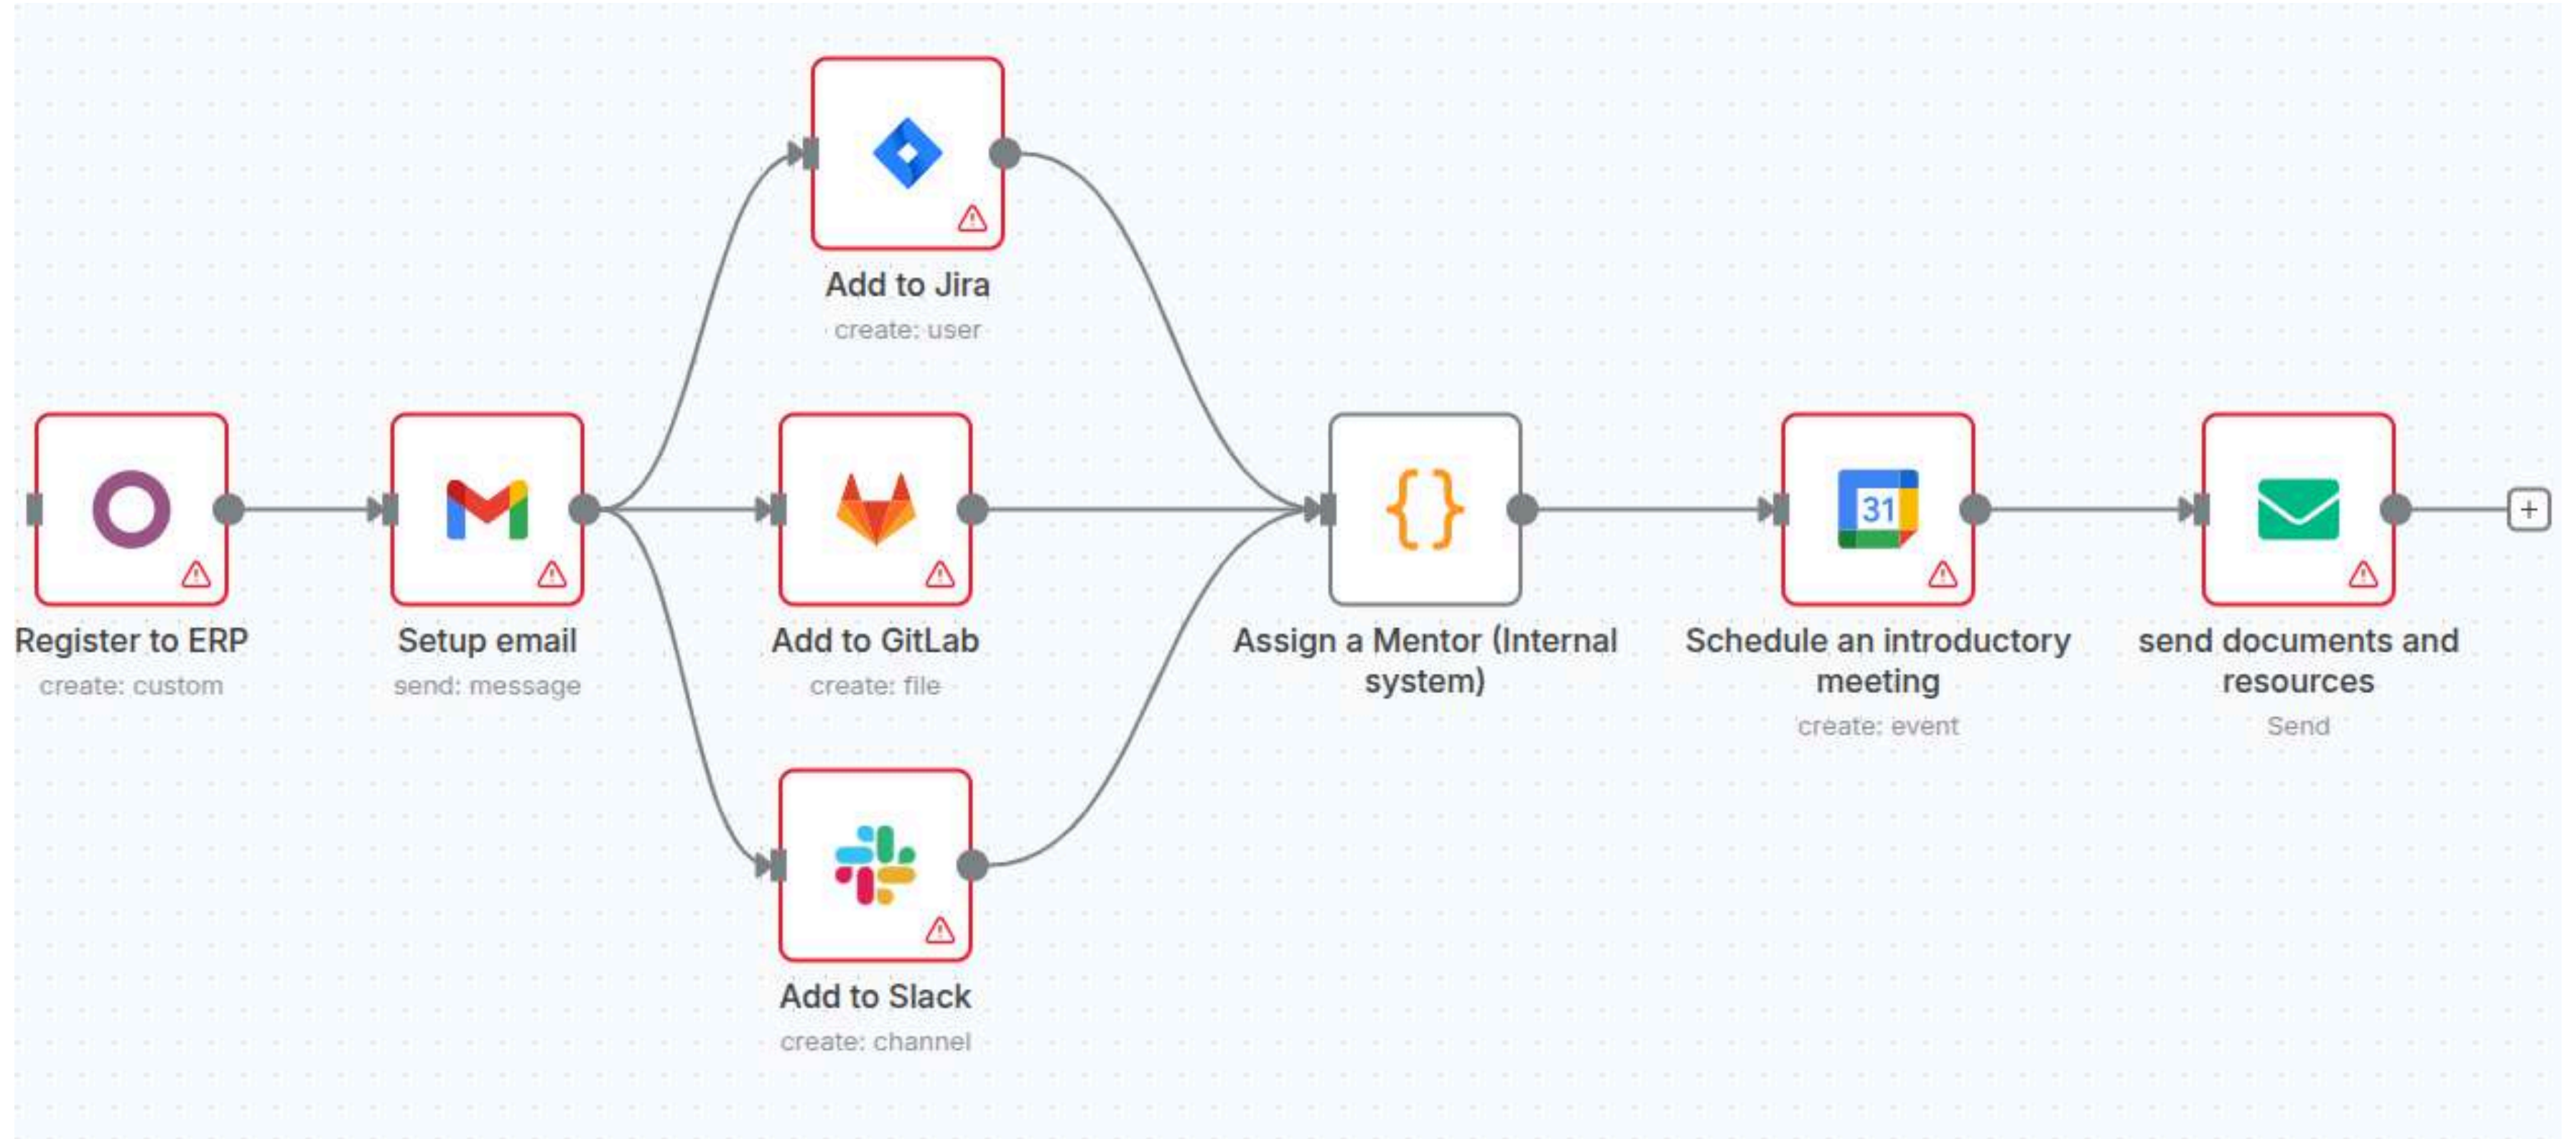 Add to Jira
create: user
Register to ERP
create: custom
Setup email
send: message
Add to GitLab
create: file
Assign a Mentor (Internal
system)
31
Schedule an introductory
meeting
create: event
send documents and
resources
Send
Add to Slack
create: channel